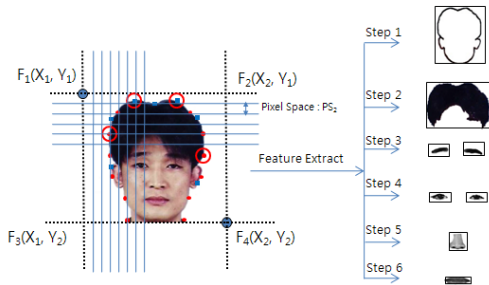 F₁(X₁, Y₁)
F₂(X₂, Y₁)
Pixel Space : PS₂
Feature Extract
F₃(X₁, Y₂)
F₄(X₂, Y₂)
Step 1
Step 2
Step 3
Step 4
Step 5
Step 6